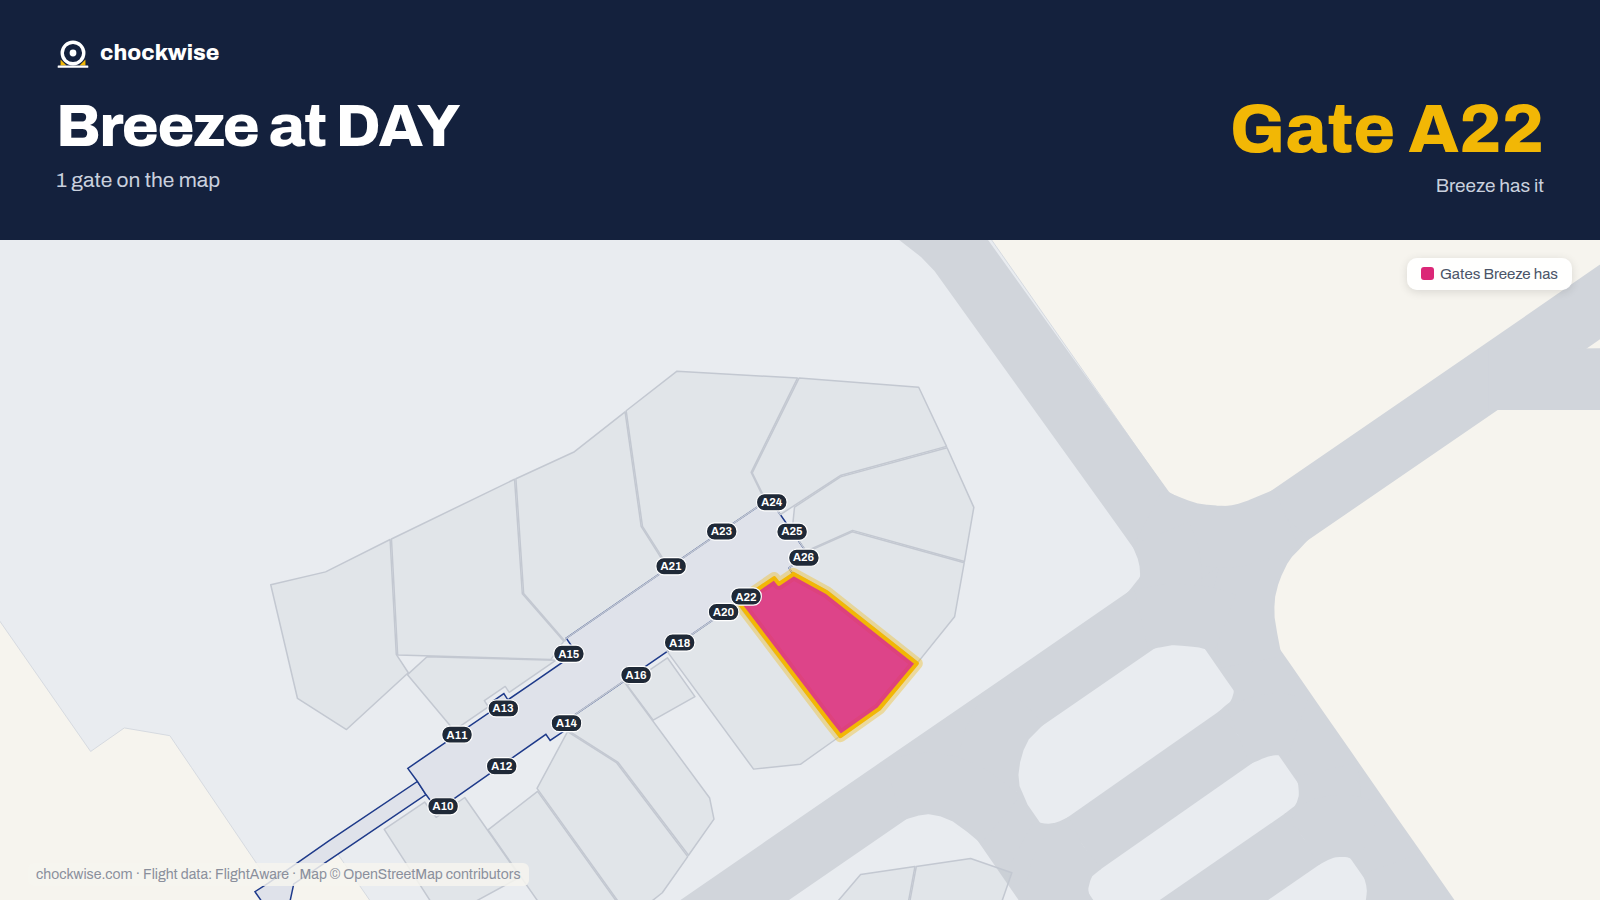 chockwise
Breeze at DAY
1 gate on the map
Gate A22
Breeze has it
Gates Breeze has
A24
A23
A25
A26
A21
A22
A20
A18
A15
A16
A13
A14
A11
A12
A10
chockwise.com · Flight data: FlightAware · Map © OpenStreetMap contributors